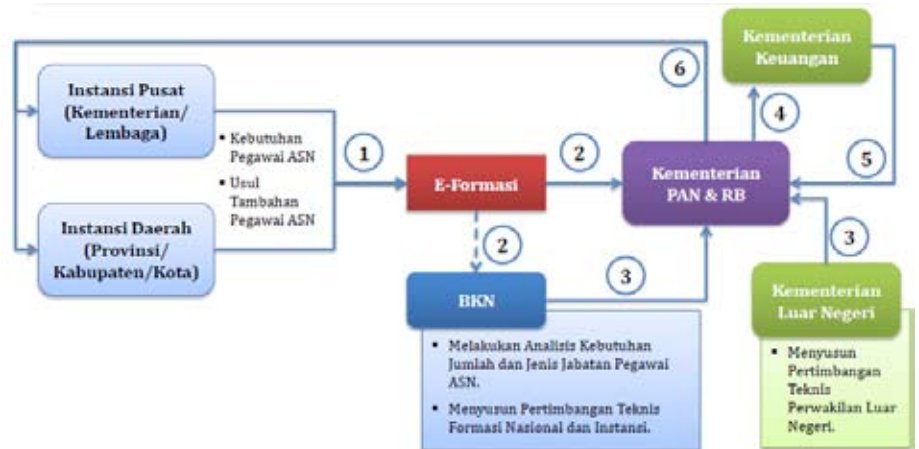 Kementerian
Keuangan
6
Instansi Pusat
(Kementerian/
Lembaga)
4
▪ Kebutuhan
Pegawai ASN
▪ Usul
Tambahan
Pegawai ASN
1
2
5
E-Formasi
Kementerian
PAN & RB
Instansi Daerah
(Provinsi/
Kabupaten/Kota)
2
3
3
BKN
Kementerian
Luar Negeri
▪ Melakukan Analisis Kebutuhan
Jumlah dan Jenis Jabatan Pegawai
ASN.
▪ Menyusun Pertimbangan Teknis
Formasi Nasional dan Instansi.
▪ Menyusun
Pertimbangan
Teknis
Perwakilan Luar
Negeri.